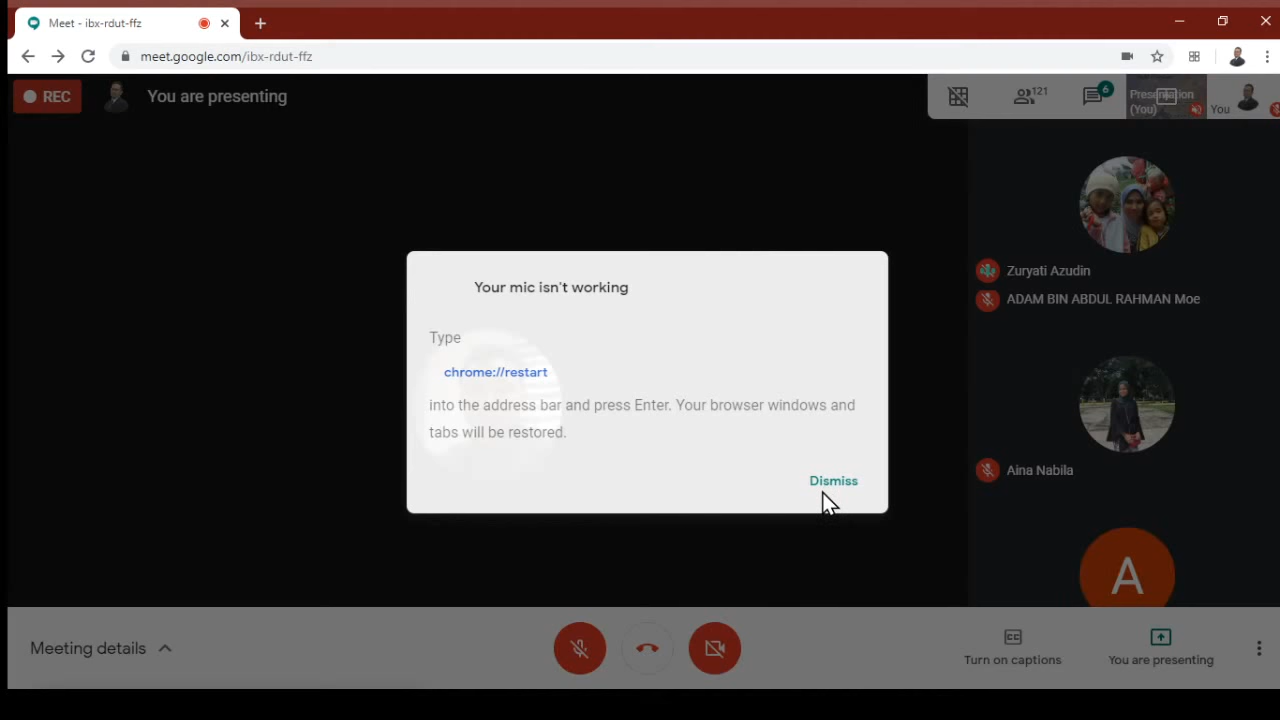 Meet - ibx-rdut-ffz
meet.google.com/ibx-rdut-ffz
REC
You are presenting
121
6
Presentation
(You)
You
Your mic isn't working
Type
chrome://restart
into the address bar and press Enter. Your browser windows and
tabs will be restored.
Dismiss
Zuryati Azudin
ADAM BIN ABDUL RAHMAN Moe
Aina Nabila
A
Meeting details
CC
Turn on captions
You are presenting